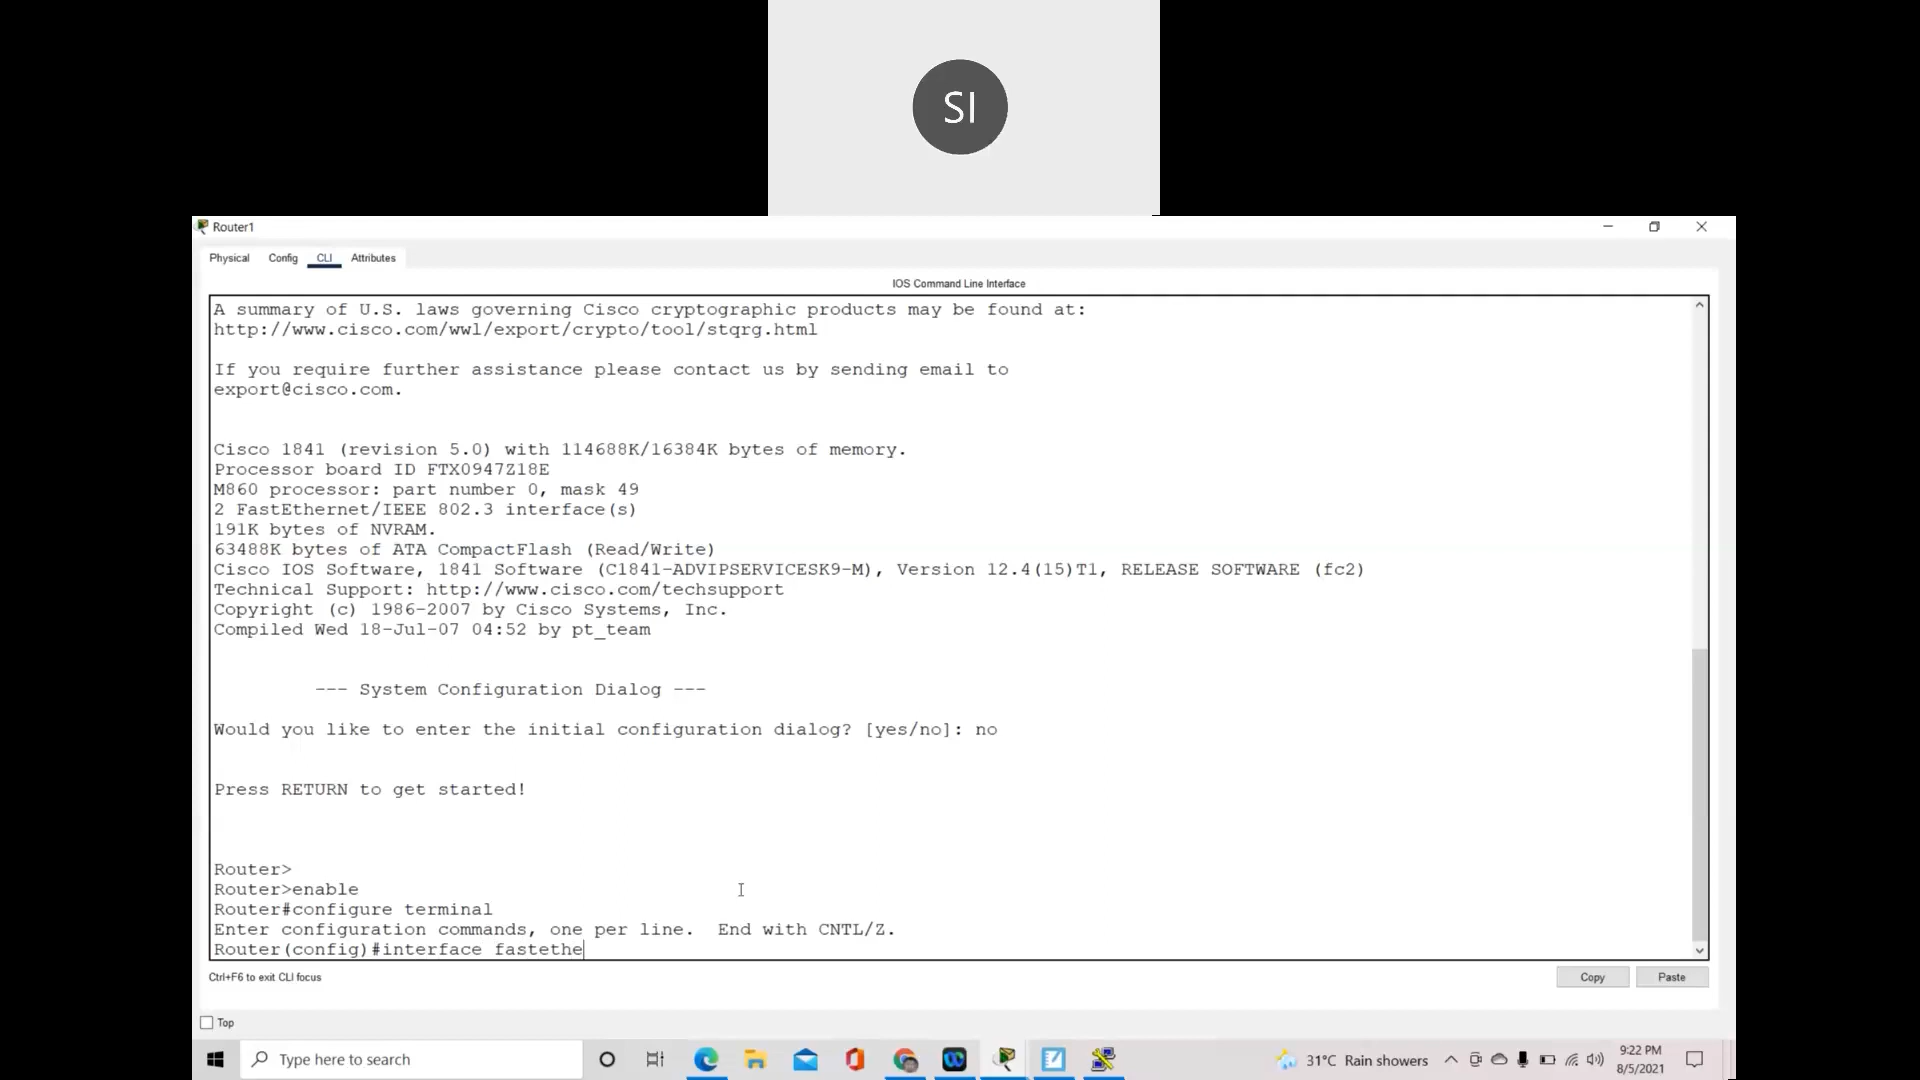 SI
Router1
Physical Config CLI Attributes
IOS Command Line Interface
A summary of U.S. laws governing Cisco cryptographic products may be found at:
http://www.cisco.com/wwl/export/crypto/tool/stqrg.html
If you require further assistance please contact us by sending email to
export@cisco.com.
Cisco 1841 (revision 5.0) with 114688K/16384K bytes of memory.
Processor board ID FTX0947Z18E
M860 processor: part number 0, mask 49
2 FastEthernet/IEEE 802.3 interface(s)
191K bytes of NVRAM.
63488K bytes of ATA CompactFlash (Read/Write)
Cisco IOS Software, 1841 Software (C1841-ADVIPSERVICESK9-M), Version 12.4(15)T1, RELEASE SOFTWARE (fc2)
Technical Support: http://www.cisco.com/techsupport
Copyright (c) 1986-2007 by Cisco Systems, Inc.
Compiled Wed 18-Jul-07 04:52 by pt_team
--- System Configuration Dialog ---
Would you like to enter the initial configuration dialog? [yes/no]: no
Press RETURN to get started!
Router>
Router>enable
Router#configure terminal
Enter configuration commands, one per line. End with CNTL/Z.
Router(config)#interface fastethe
Ctrl+F6 to exit CLI focus
Copy Paste
Top
Type here to search
31°C Rain showers
9:22 PM
8/5/2021